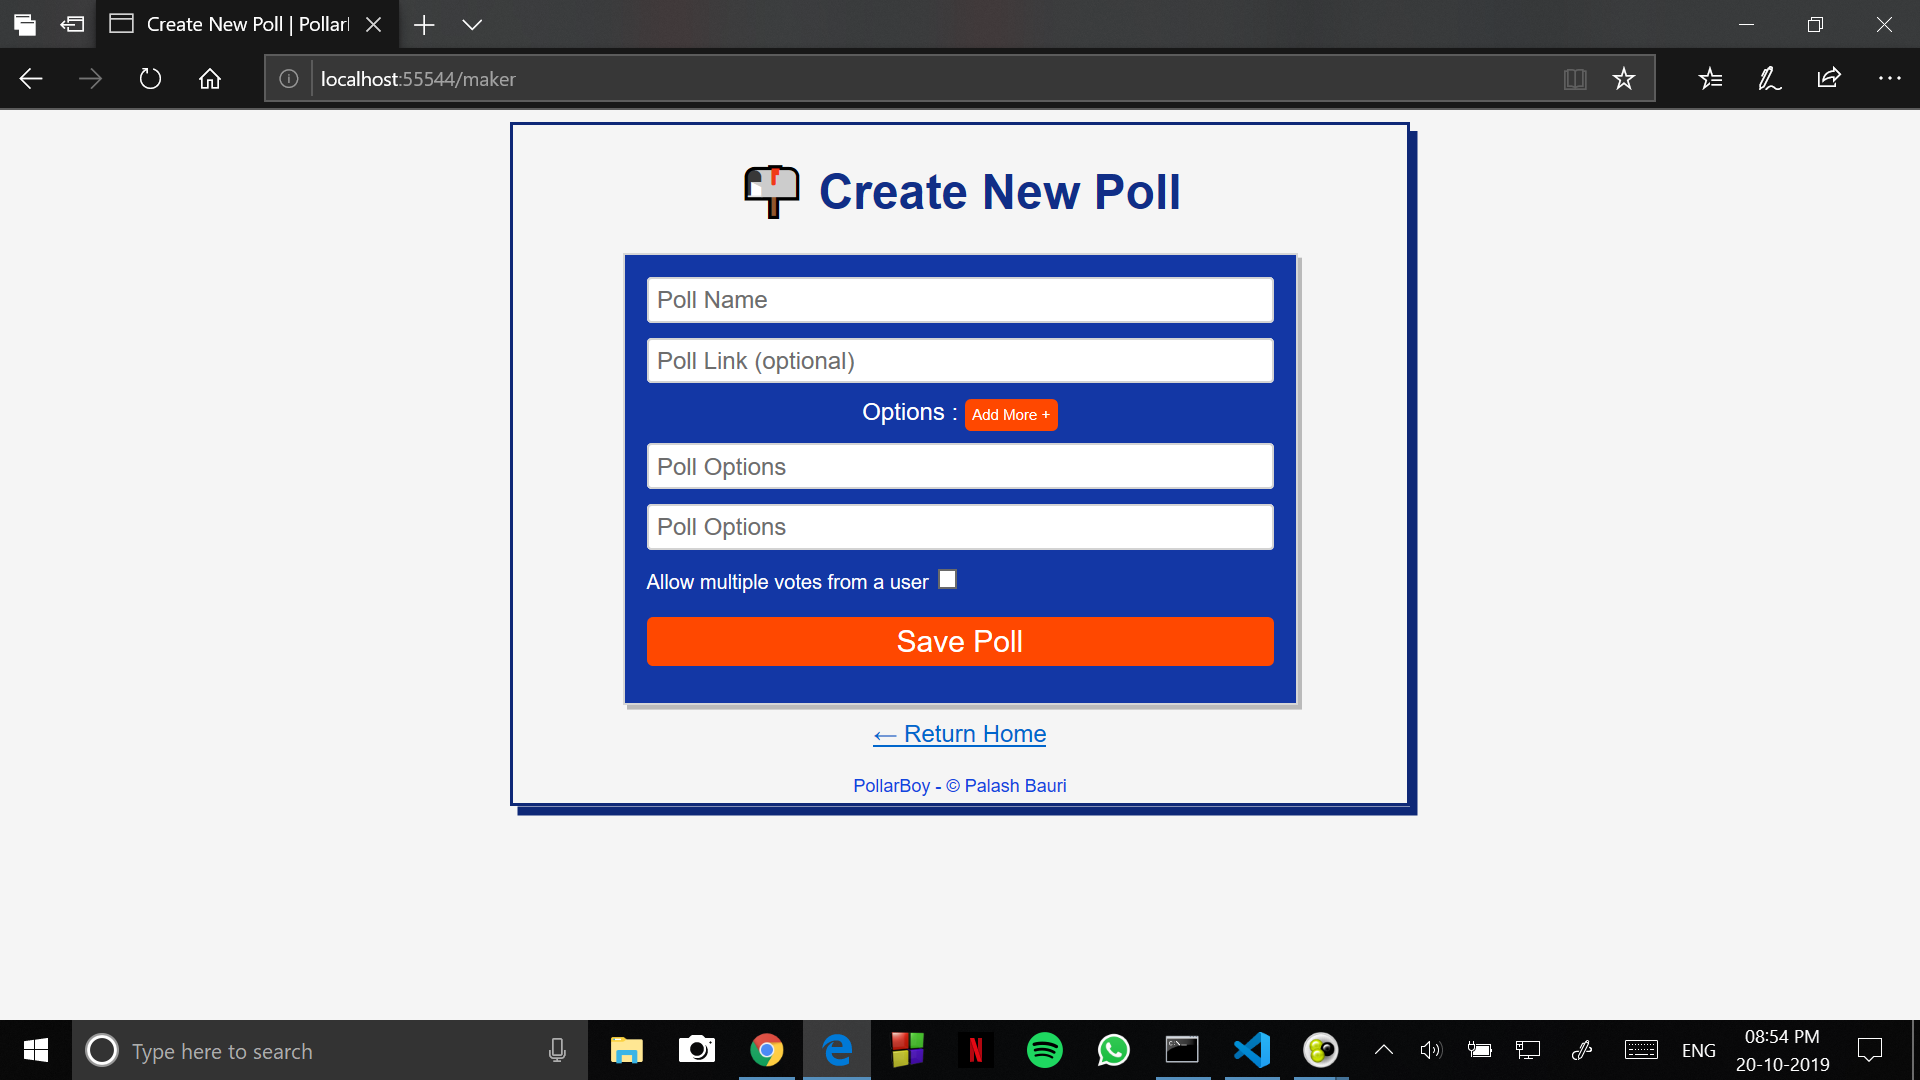 Create New Poll | Pollar
localhost:55544/maker
Create New Poll
Poll Name
Poll Link (optional)
Options : Add More +
Poll Options
Poll Options
Allow multiple votes from a user
Save Poll
← Return Home
PollarBoy - © Palash Bauri
Type here to search
N
ENG
08:54 PM
20-10-2019